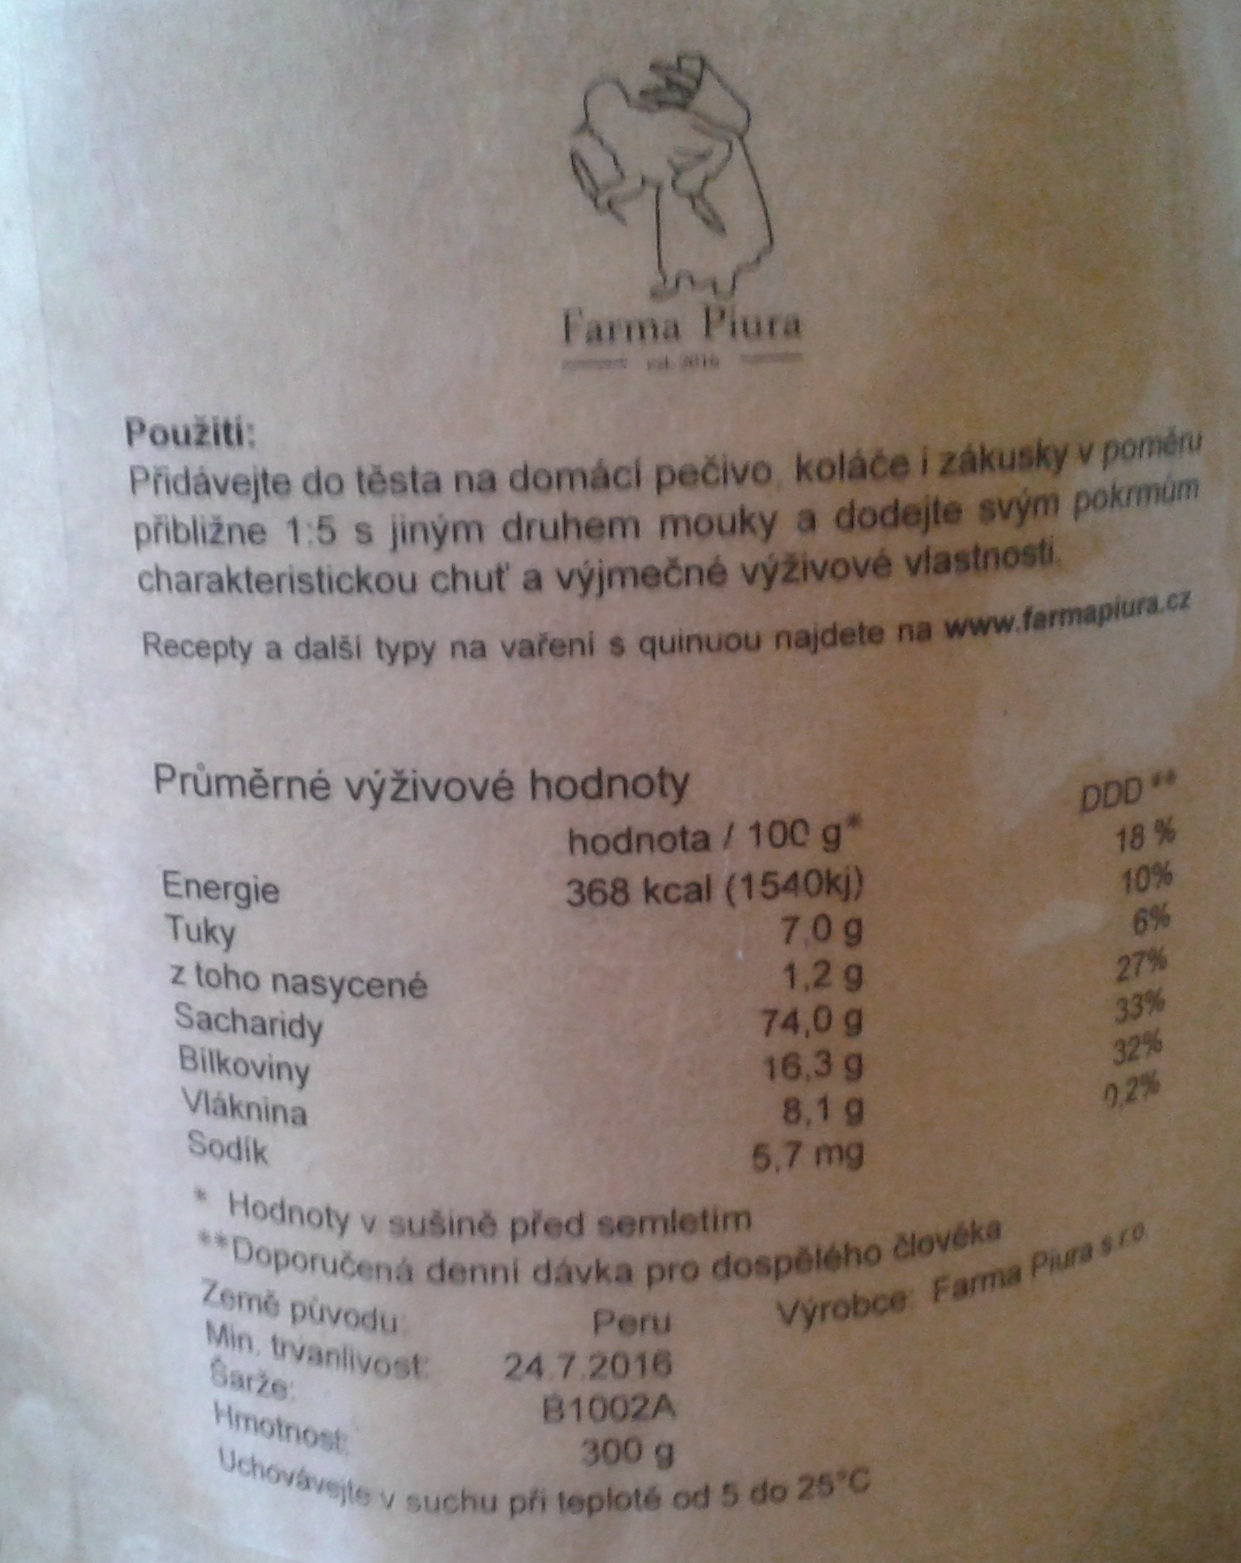 Farma Piura
est. 2016
Použití:
Přidávejte do těsta na domácí pečivo, koláče i zákusky v poměru
přibližne 1:5 s jiným druhem mouky a dodejte svým pokrmům
charakteristickou chuť a výjmečné výživové vlastnosti.
Recepty a další typy na vaření s quinuou najdete na www.farmapiura.cz
Průměrné výživové hodnoty
hodnota / 100 g* DDD **
Energie 368 kcal (1540kj) 18 %
Tuky 7,0 g 10%
z toho nasycené 1,2 g 6%
Sacharidy 74,0 g 27%
Bílkoviny 16,3 g 33%
Vláknina 8,1 g 32%
Sodík 5,7 mg 0,2%
* Hodnoty v sušině před semletím
**Doporučená denní dávka pro dospělého člověka
Země původu: Peru Výrobce: Farma Piura s.r.o.
Min. trvanlivost: 24.7.2016
Šarže: B1002A
Hmotnost: 300 g
Uchovávejte v suchu při teplotě od 5 do 25°C